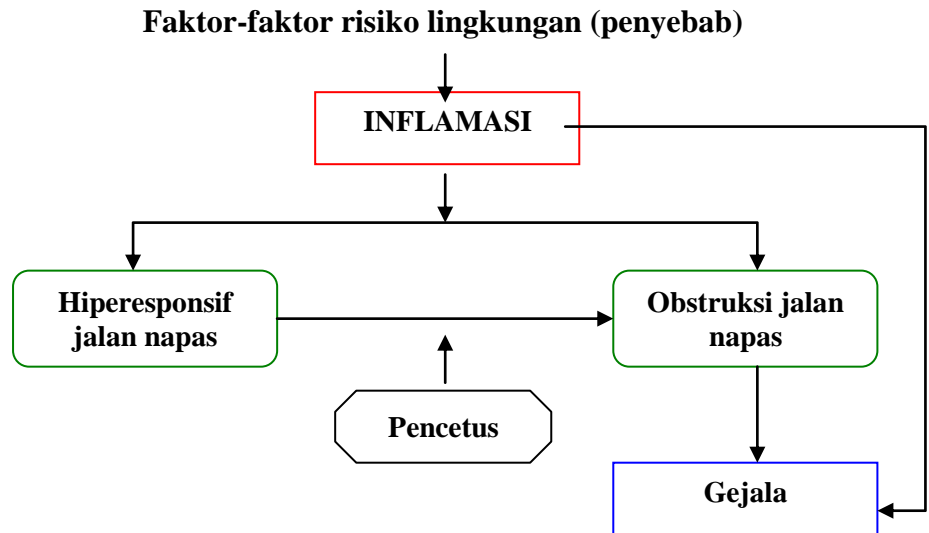 Faktor-faktor risiko lingkungan (penyebab)
INFLAMASI
Hiperesponsif
jalan napas
Obstruksi jalan
napas
Pencetus
Gejala